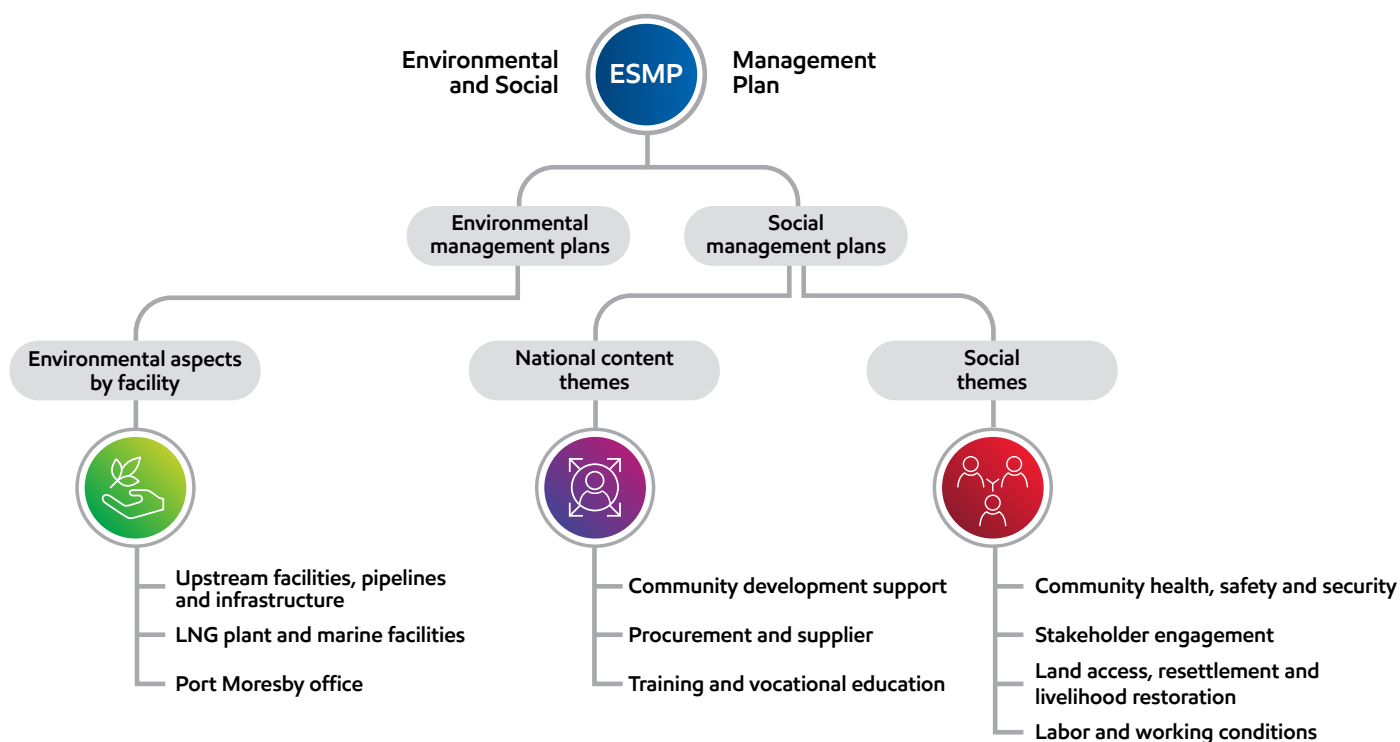 Environmental
and Social
ESMP
Management
Plan
Environmental
management plans
Social
management plans
Environmental aspects
by facility
National content
themes
Social
themes
Upstream facilities, pipelines
and infrastructure
LNG plant and marine facilities
Port Moresby office
Community development support
Procurement and supplier
Training and vocational education
Community health, safety and security
Stakeholder engagement
Land access, resettlement and
livelihood restoration
Labor and working conditions